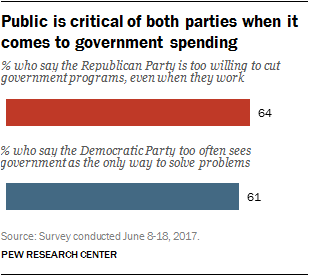 Public is critical of both parties when it
comes to government spending
% who say the Republican Party is too willing to cut
government programs, even when they work
64
% who say the Democratic Party too often sees
government as the only way to solve problems
61
Source: Survey conducted June 8-18, 2017.
PEW RESEARCH CENTER